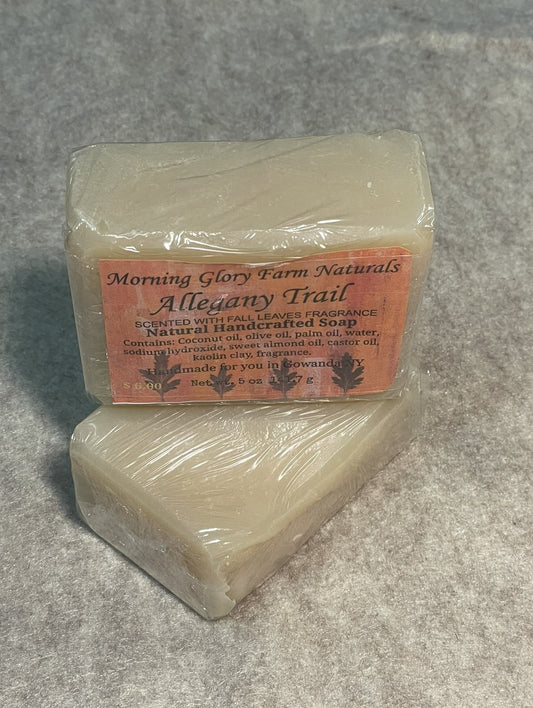 Morning Glory Farm Naturals
Allegany Trail
SCENTED WITH FALL LEAVES FRAGRANCE
Natural Handcrafted Soap
Contains: Coconut oil, olive oil, palm oil, water,
sodium hydroxide, sweet almond oil, castor oil,
kaolin clay, fragrance.
Handmade for you in Gowanda NY
$ 6.00 Net wt. 5 oz